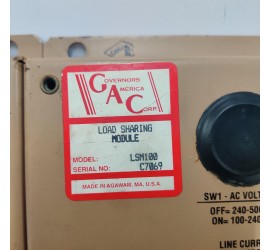 GOVERNORS
AMERICA
CORP.
GAC
LOAD SHARING
MODULE
MODEL: LSM100
SERIAL NO: C7069
MADE IN AGAWAM, MA, U.S.A.
SW1 - AC VOLT
OFF= 240-50
ON= 100-240
LINE CURR